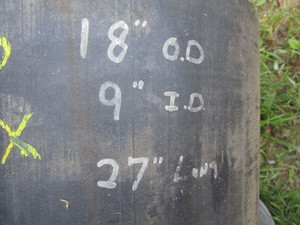 18" O.D
9" I.D.
X
27" Long